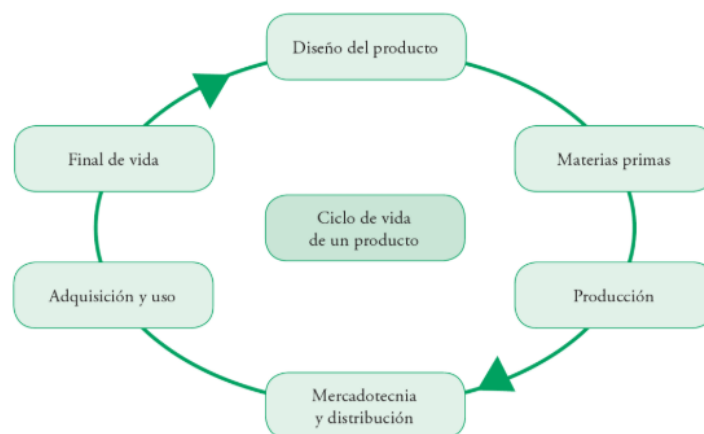 Diseño del producto
Final de vida
Materias primas
Ciclo de vida
de un producto
Adquisición y uso
Producción
Mercadotecnia
y distribución